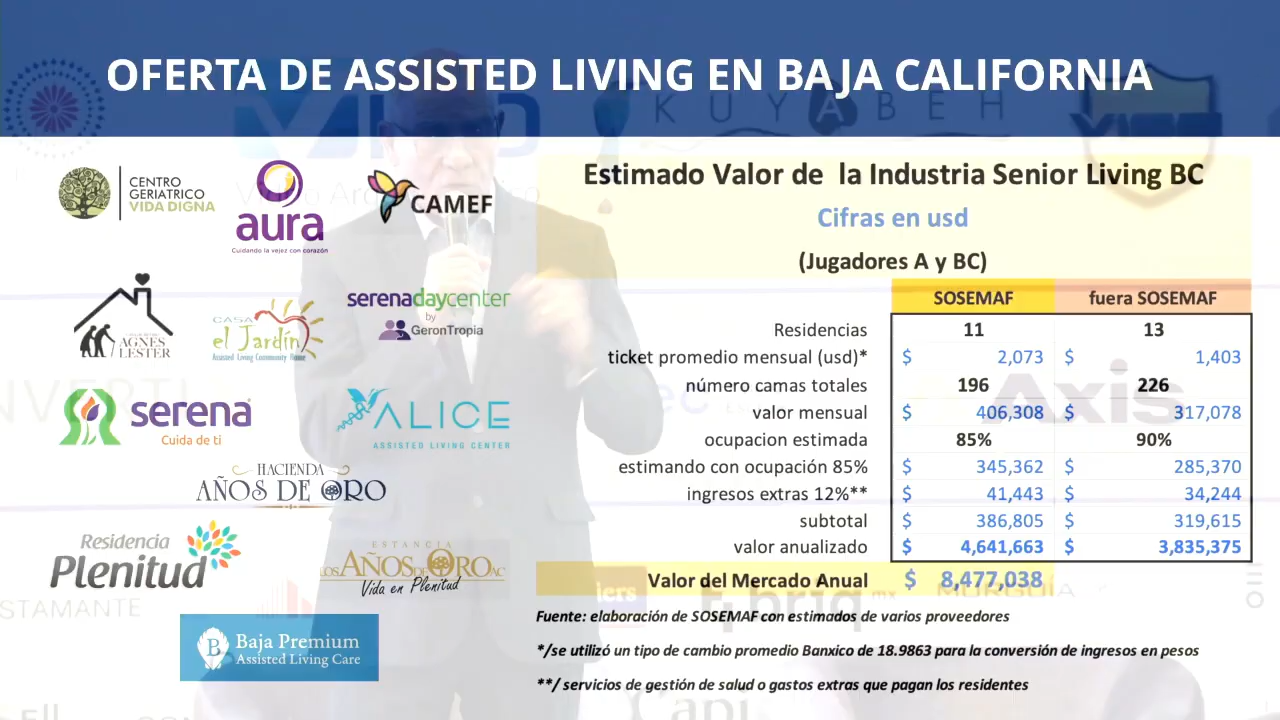 OFERTA DE ASSISTED LIVING EN BAJA CALIFORNIA
KUYABEH
CENTRO
GERIATRICO
VIDA DIGNA
aura
Cuidando la vejez con corazón
CAMEF
AGNES
LESTER
CASA
el Jardín
Assisted Living Community Home
serenadaycenter
by
GeronTropia
serena
Cuida de ti
ALICE
ASSISTED LIVING CENTER
HACIENDA
AÑOS DE ORO
Residencia
Plenitud
ESTANCIA
LOS AÑOS DE ORO AC
Vida en Plenitud
B
Baja Premium
Assisted Living Care
Estimado Valor de la Industria Senior Living BC
Cifras en usd
(Jugadores A y BC)
SOSEMAF fuera SOSEMAF
Residencias 11 13
ticket promedio mensual (usd)* $ 2,073 $ 1,403
número camas totales 196 226
valor mensual $ 406,308 $ 317,078
ocupacion estimada 85% 90%
estimando con ocupación 85% $ 345,362 $ 285,370
ingresos extras 12%** $ 41,443 $ 34,244
subtotal $ 386,805 $ 319,615
valor anualizado $ 4,641,663 $ 3,835,375
Valor del Mercado Anual $ 8,477,038
Fuente: elaboración de SOSEMAF con estimados de varios proveedores
*/se utilizó un tipo de cambio promedio Banxico de 18.9863 para la conversión de ingresos en pesos
**/ servicios de gestión de salud o gastos extras que pagan los residentes
Axis